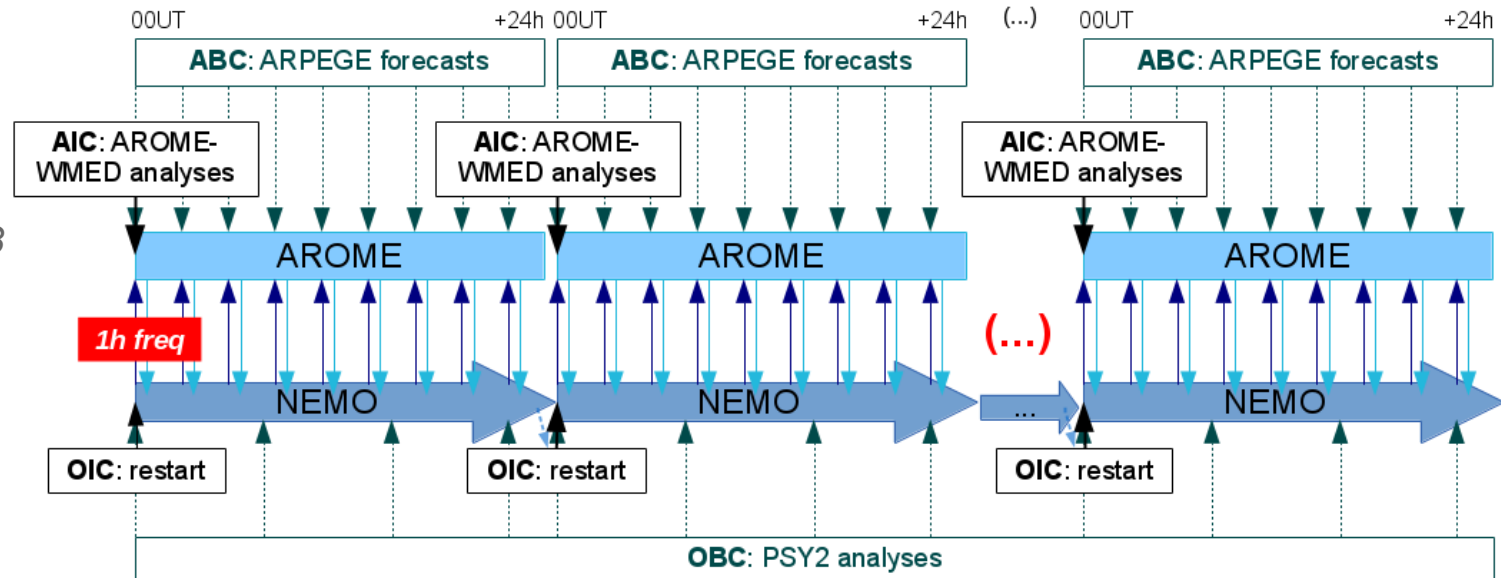 00UT +24h 00UT +24h (...) 00UT +24h
ABC: ARPEGE forecasts ABC: ARPEGE forecasts ABC: ARPEGE forecasts
AIC: AROME- AIC: AROME- AIC: AROME-
WMED analyses WMED analyses WMED analyses
AROME AROME AROME
1h freq (...)
NEMO NEMO ... NEMO
OIC: restart OIC: restart OIC: restart
OBC: PSY2 analyses